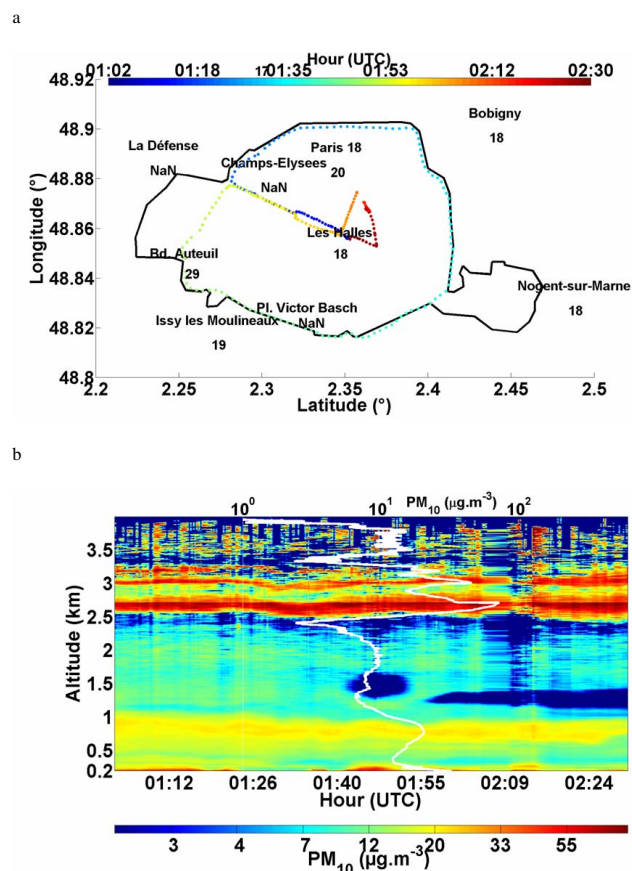 a
Hour (UTC)
01:02 01:18 17 01:35 01:53 02:12 02:30
48.92
48.9
48.88
48.86
48.84
48.82
48.8
Longitude (°)
Bobigny
18
La Défense
NaN
Paris 18
20
Champs-Elysees
NaN
Les Halles
18
Bd. Auteuil
29
Nogent-sur-Marne
18
Pl. Victor Basch
NaN
Issy les Moulineaux
19
2.2 2.25 2.3 2.35 2.4 2.45 2.5
Latitude (°)
b
10⁰ 10¹ PM₁₀ (µg.m⁻³) 10²
3.5
3
2.5
2
1.5
1
0.5
0.2
Altitude (km)
01:12 01:26 01:40 01:55 02:09 02:24
Hour (UTC)
3 4 7 12 20 33 55
PM₁₀ (µg.m⁻³)